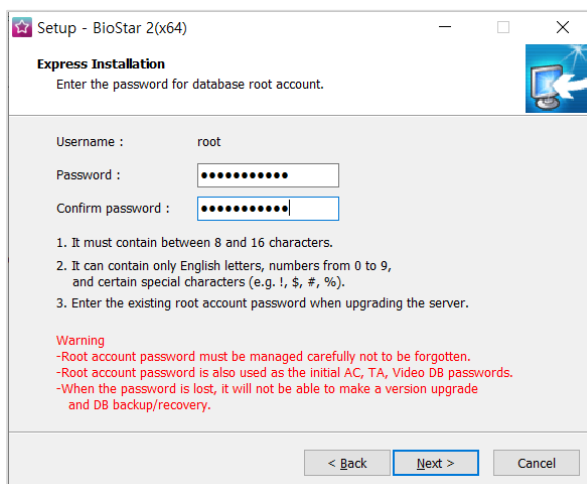 Setup - BioStar 2(x64)
Express Installation
Enter the password for database root account.
Username : root
Password : ●●●●●●●●●●●
Confirm password : ●●●●●●●●●●●
1. It must contain between 8 and 16 characters.
2. It can contain only English letters, numbers from 0 to 9,
and certain special characters (e.g. !, $, #, %).
3. Enter the existing root account password when upgrading the server.
Warning
-Root account password must be managed carefully not to be forgotten.
-Root account password is also used as the initial AC, TA, Video DB passwords.
-When the password is lost, it will not be able to make a version upgrade
and DB backup/recovery.
< Back Next > Cancel